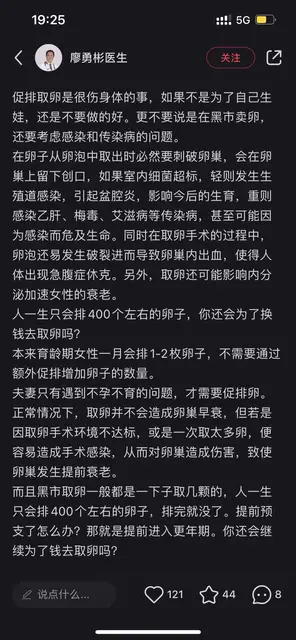 19:25
5G
廖勇彬医生
关注
促排取卵是很伤身体的事，如果不是为了自己生
娃，还是不要的好。更不要说是在黑市卖卵，
还要考虑感染和传染病的问题。
在卵子从卵泡中取出时必然要刺破卵巢，会在卵
巢上留下创口，如果室内细菌超标，轻则发生生
殖道感染，引起盆腔炎，影响今后的生育，重则
感染乙肝、梅毒、艾滋病等传染病，甚至可能因
为感染而危及生命。同时在取卵手术的过程中，
卵泡还易发生破裂进而导致卵巢内出血，使得人
体出现急腹症休克。另外，取卵还可能影响内分
泌加速女性的衰老。
人一生只会排400个左右的卵子，你还会为了换
钱去取卵吗？
本来育龄期女性一月会排1-2枚卵子，不需要通过
额外促排增加卵子的数量。
夫妻只有遇到不孕不育的问题，才需要促排卵。
正常情况下，取卵并不会造成卵巢早衰，但若是
因取卵手术环境不达标，或是一次取太多卵，便
容易造成手术感染，从而对卵巢造成伤害，致使
卵巢发生提前衰老。
而且黑市取卵一般都是一下子取几颗的，人一生
只会排400个左右的卵子，排完就没了。提前预
支了怎么办？那就是提前进入更年期。你还会继
续为了钱去取卵吗？
说点什么...
121
44
8